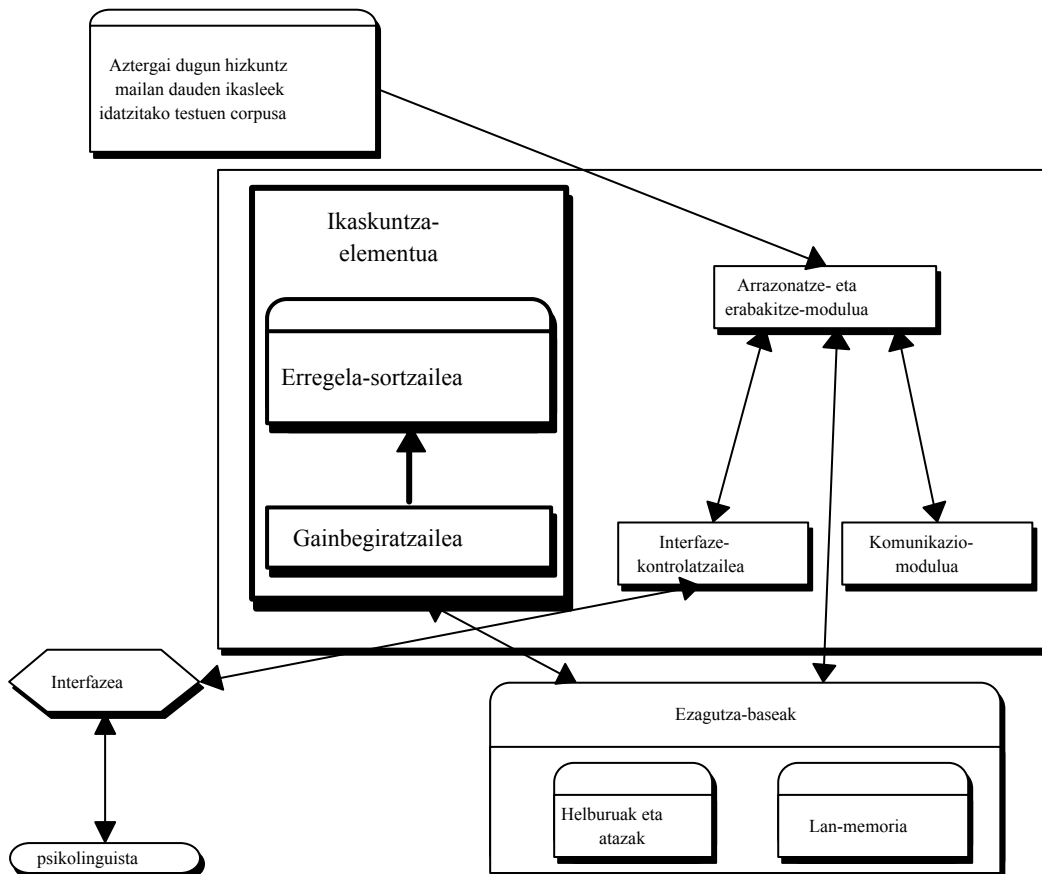 Aztergai dugun hizkuntz
mailan dauden ikasleek
idatzitako testuen corpusa
Ikaskuntza-
elementua
Erregela-sortzailea
Gainbegiratzailea
Arrazonatze- eta
erabakitze-modulua
Interfaze-
kontrolatzailea
Komunikazio-
modulua
Interfazea
psikolinguista
Ezagutza-baseak
Helburuak eta
atazak
Lan-memoria